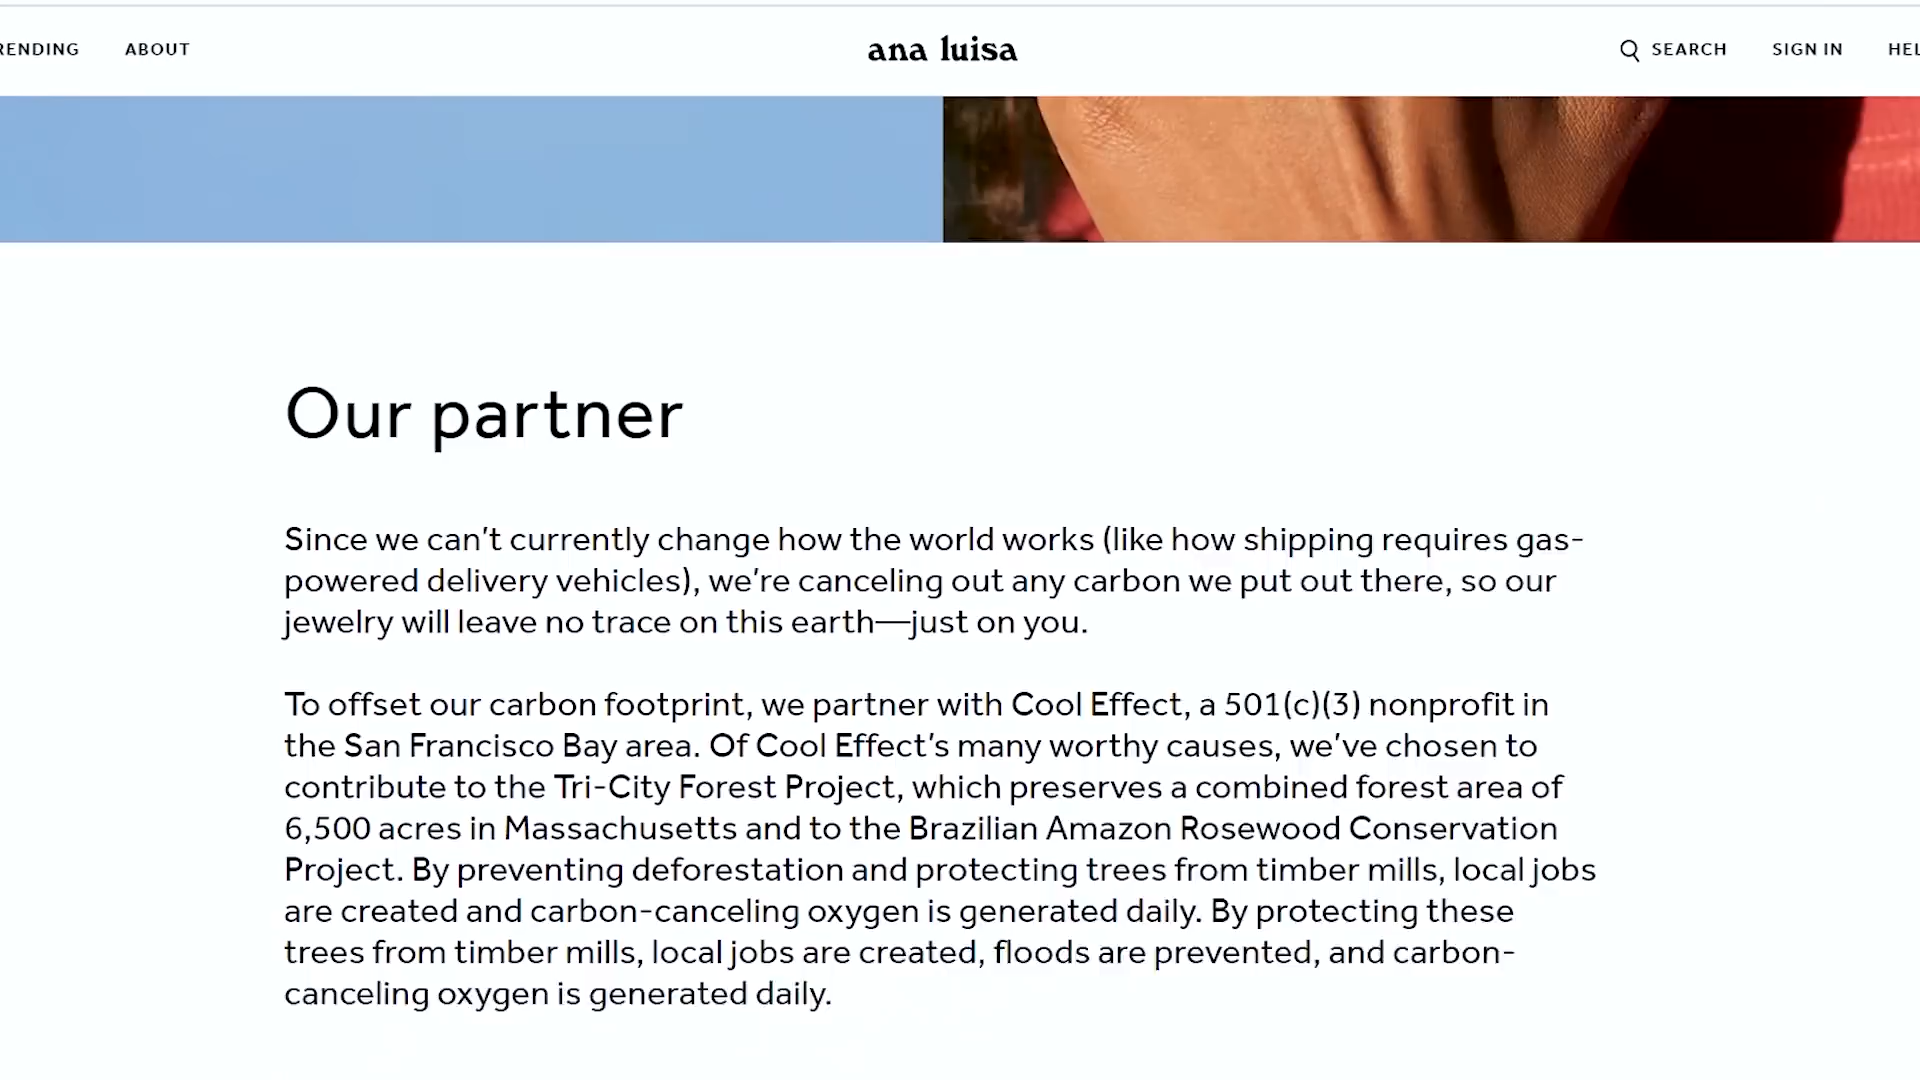 RENDING ABOUT ana luisa SEARCH SIGN IN HEL
Our partner
Since we can't currently change how the world works (like how shipping requires gas-
powered delivery vehicles), we're canceling out any carbon we put out there, so our
jewelry will leave no trace on this earth—just on you.
To offset our carbon footprint, we partner with Cool Effect, a 501(c)(3) nonprofit in
the San Francisco Bay area. Of Cool Effect's many worthy causes, we've chosen to
contribute to the Tri-City Forest Project, which preserves a combined forest area of
6,500 acres in Massachusetts and to the Brazilian Amazon Rosewood Conservation
Project. By preventing deforestation and protecting trees from timber mills, local jobs
are created and carbon-canceling oxygen is generated daily. By protecting these
trees from timber mills, local jobs are created, floods are prevented, and carbon-
canceling oxygen is generated daily.